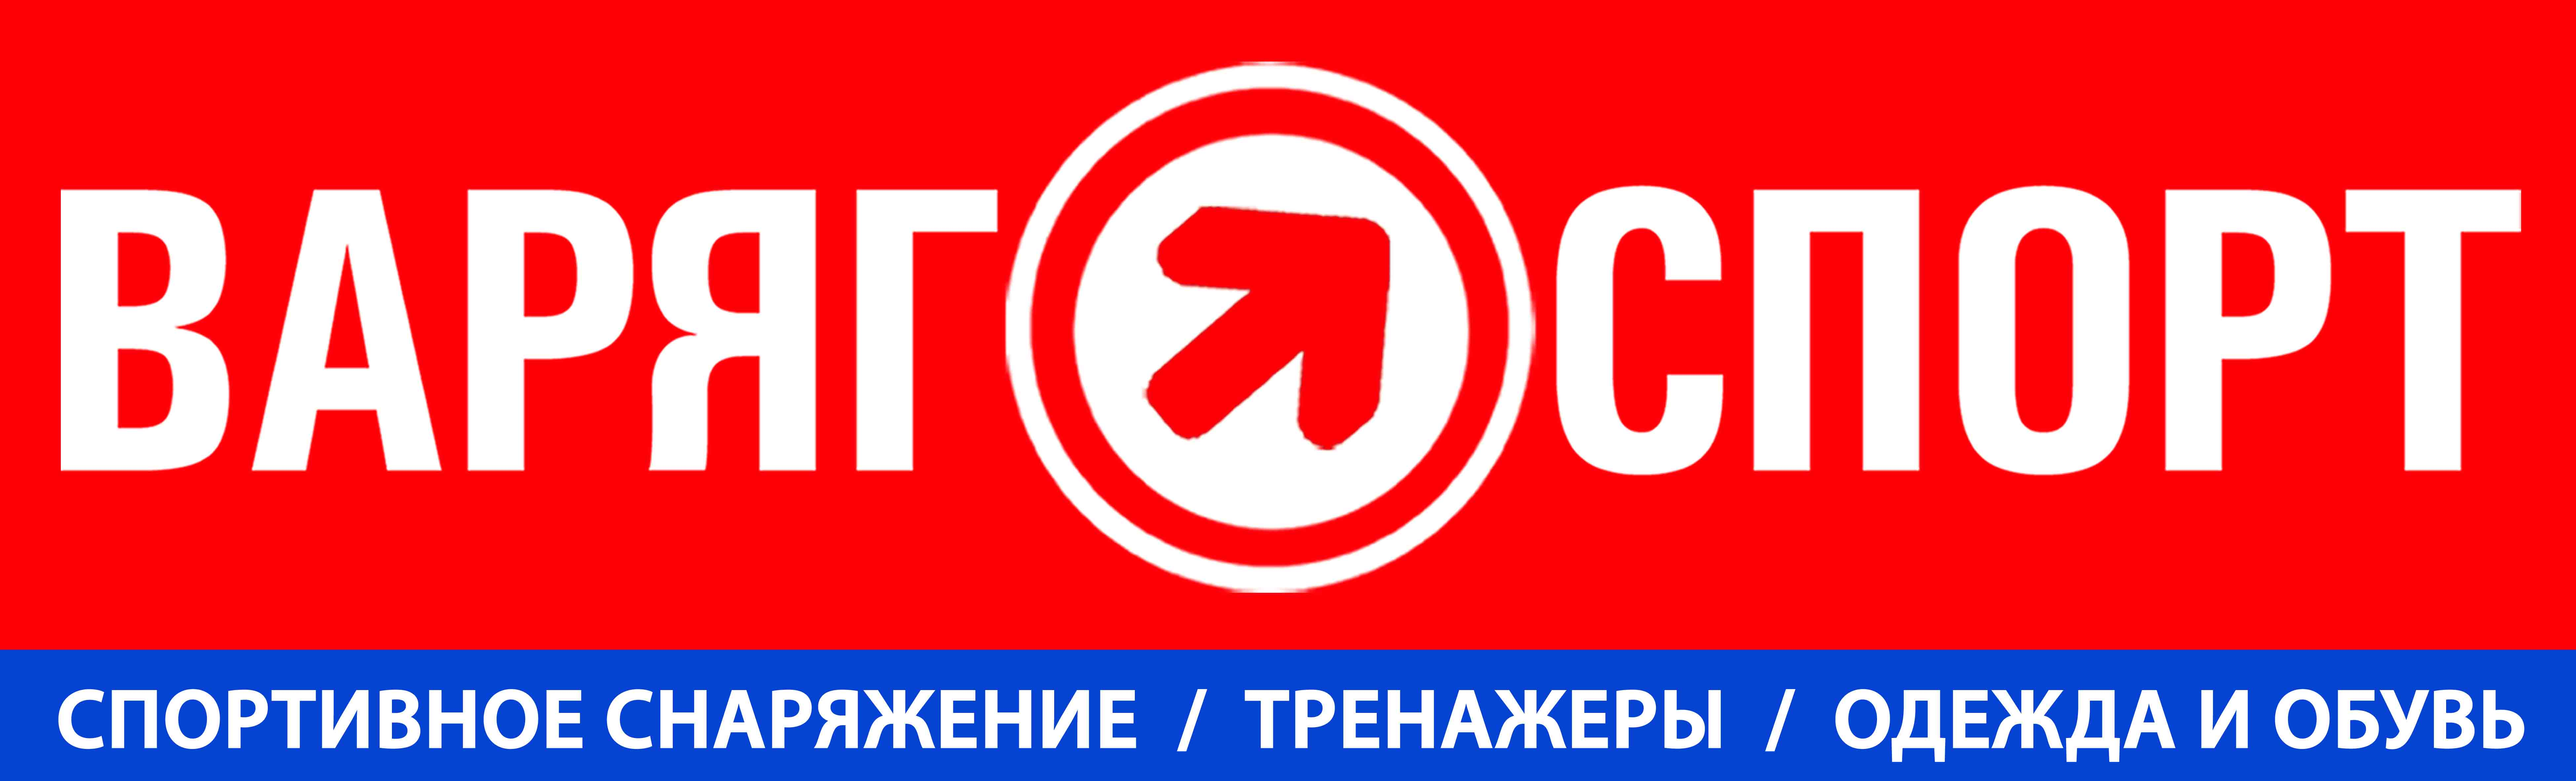 ВАРЯГ СПОРТ
СПОРТИВНОЕ СНАРЯЖЕНИЕ / ТРЕНАЖЕРЫ / ОДЕЖДА И ОБУВЬ